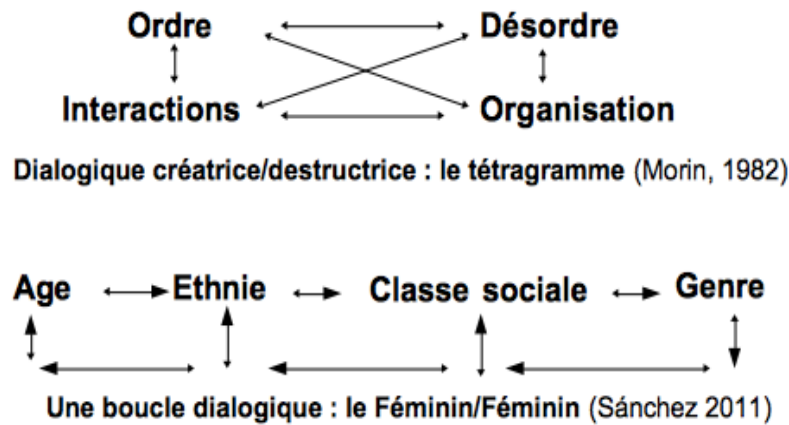 Ordre Désordre
Interactions Organisation
Dialogique créatrice/destructrice : le tétragramme (Morin, 1982)
Age Ethnie Classe sociale Genre
Une boucle dialogique : le Féminin/Féminin (Sánchez 2011)